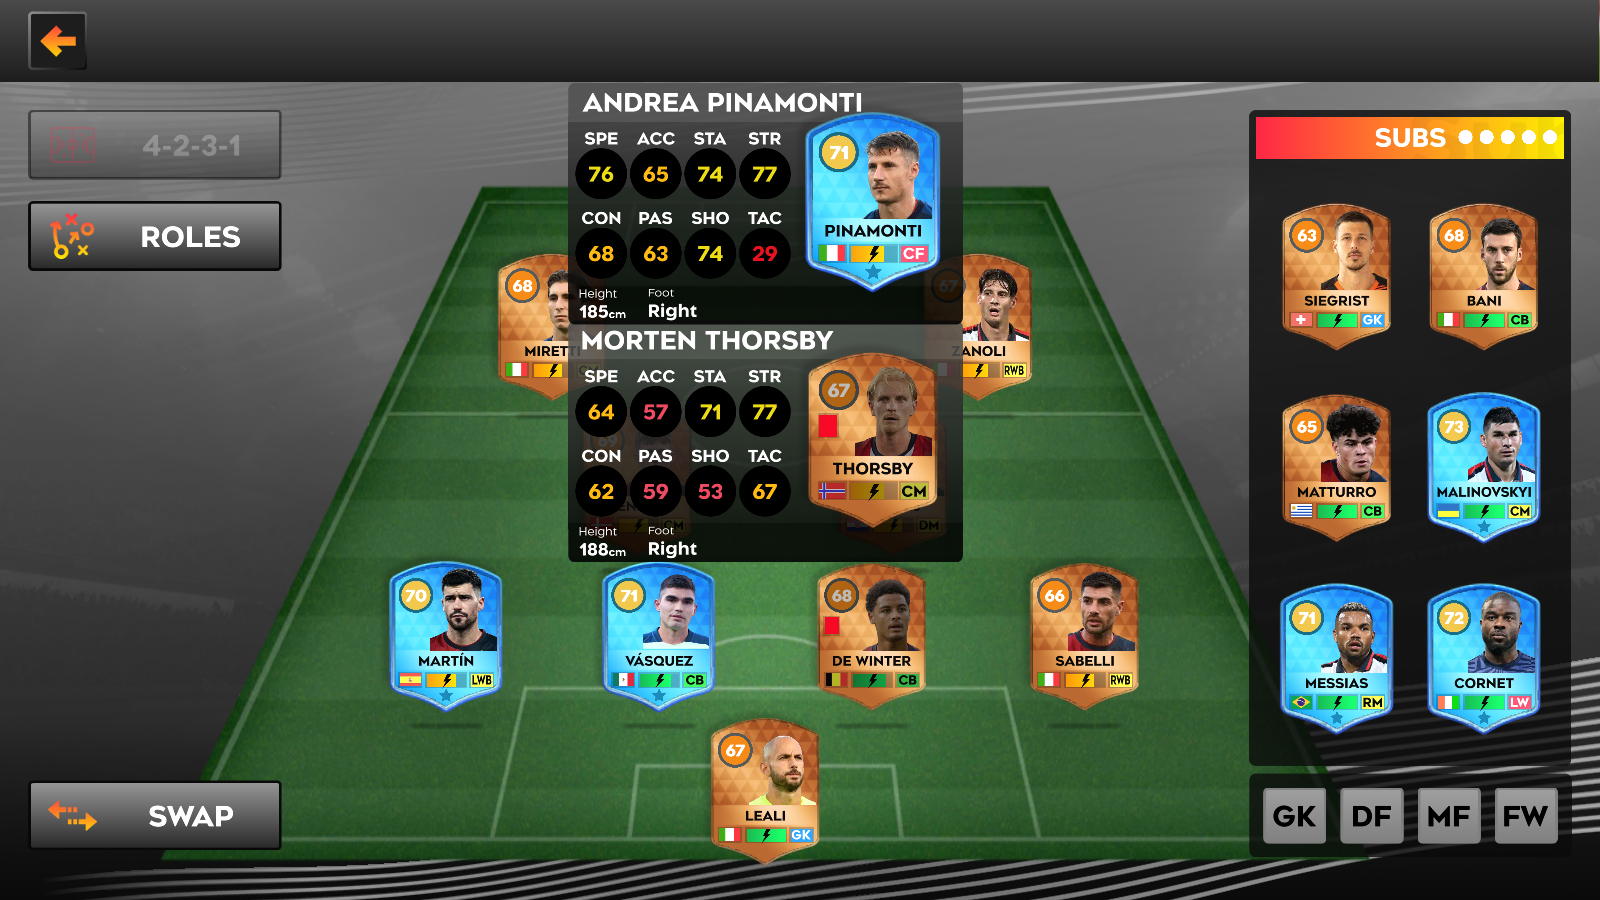 4-2-3-1
ROLES
SWAP
ANDREA PINAMONTI
SPE ACC STA STR
76 65 74 77
CON PAS SHO TAC
68 63 74 29
Height Foot
185cm Right
71
PINAMONTI
CF
MORTEN THORSBY
SPE ACC STA STR
64 57 71 77
CON PAS SHO TAC
62 59 53 67
Height Foot
188cm Right
67
THORSBY
CM
68
MIRETTI
67
ZANOLI
RWB
69
CM
DM
70
MARTÍN
LWB
71
VÁSQUEZ
CB
68
DE WINTER
CB
66
SABELLI
RWB
67
LEALI
GK
SUBS
63
SIEGRIST
GK
68
BANI
CB
65
MATTURRO
CB
73
MALINOVSKYI
CM
71
MESSIAS
RM
72
CORNET
LW
GK DF MF FW